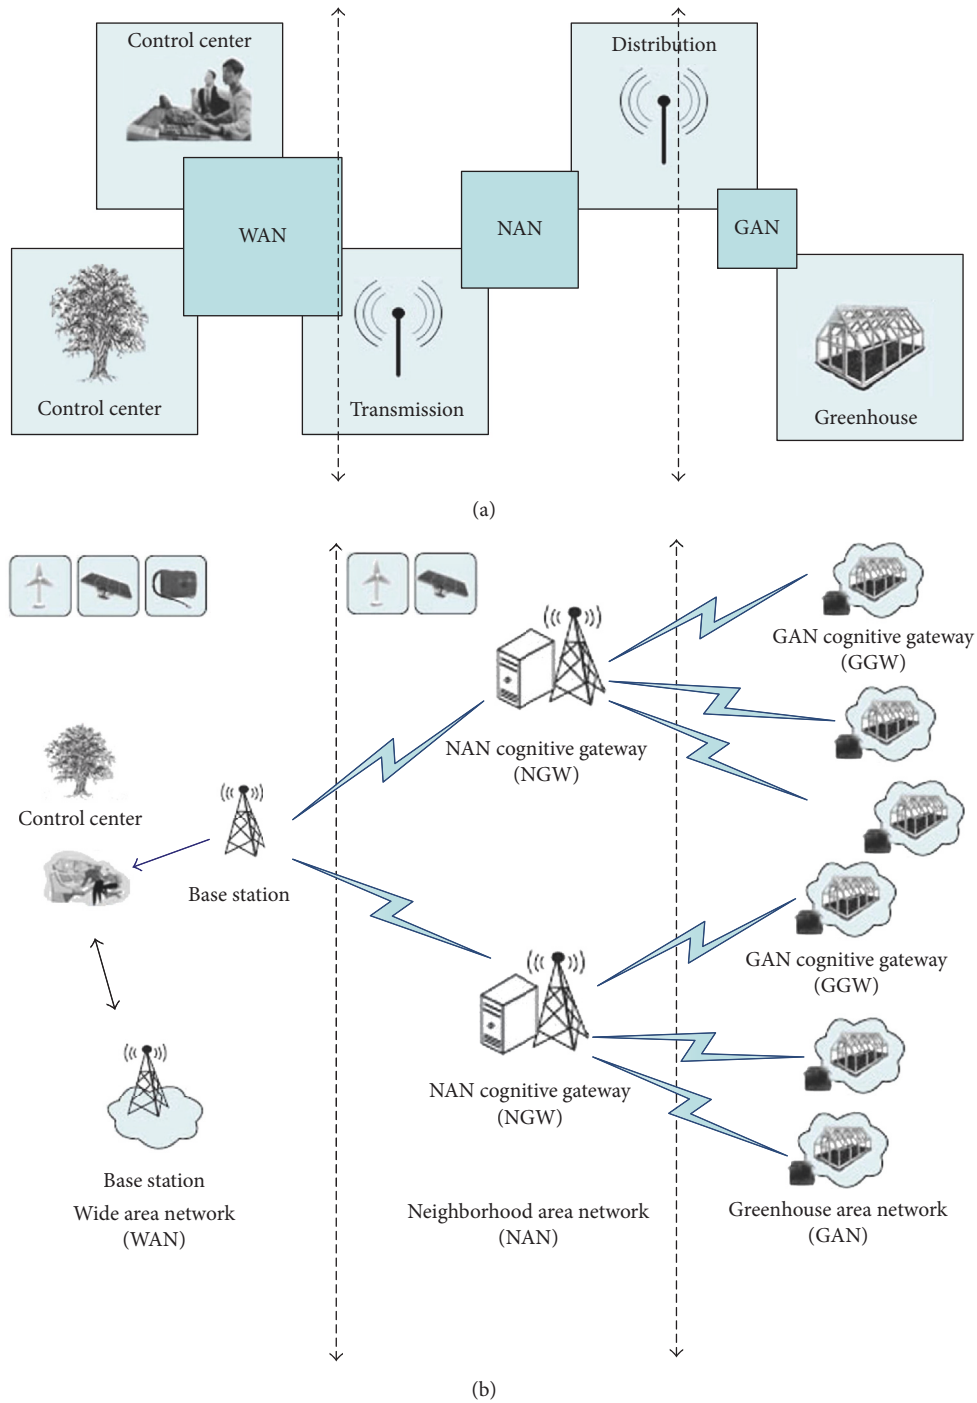 Control center
Distribution
WAN
NAN
GAN
Control center
Transmission
Greenhouse
(a)
GAN cognitive gateway
(GGW)
NAN cognitive gateway
(NGW)
Control center
Base station
GAN cognitive gateway
(GGW)
NAN cognitive gateway
(NGW)
Base station
Wide area network
(WAN)
Neighborhood area network
(NAN)
Greenhouse area network
(GAN)
(b)